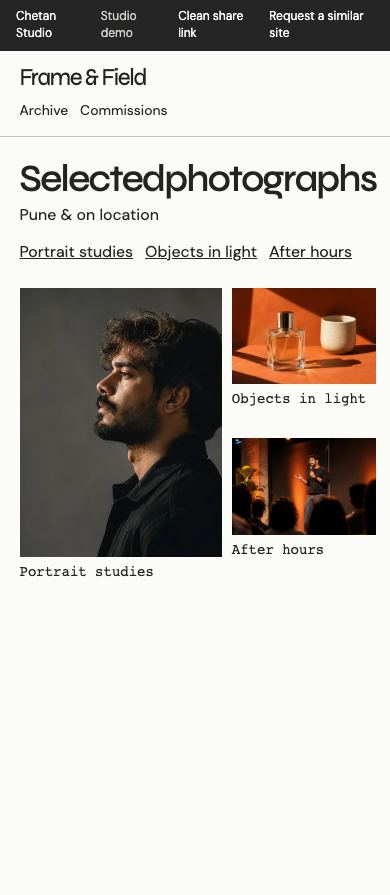 Chetan Studio
Studio demo
Clean share link
Request a similar site
Frame & Field
Archive Commissions
Selectedphotographs
Pune & on location
Portrait studies Objects in light After hours
Objects in light
After hours
Portrait studies